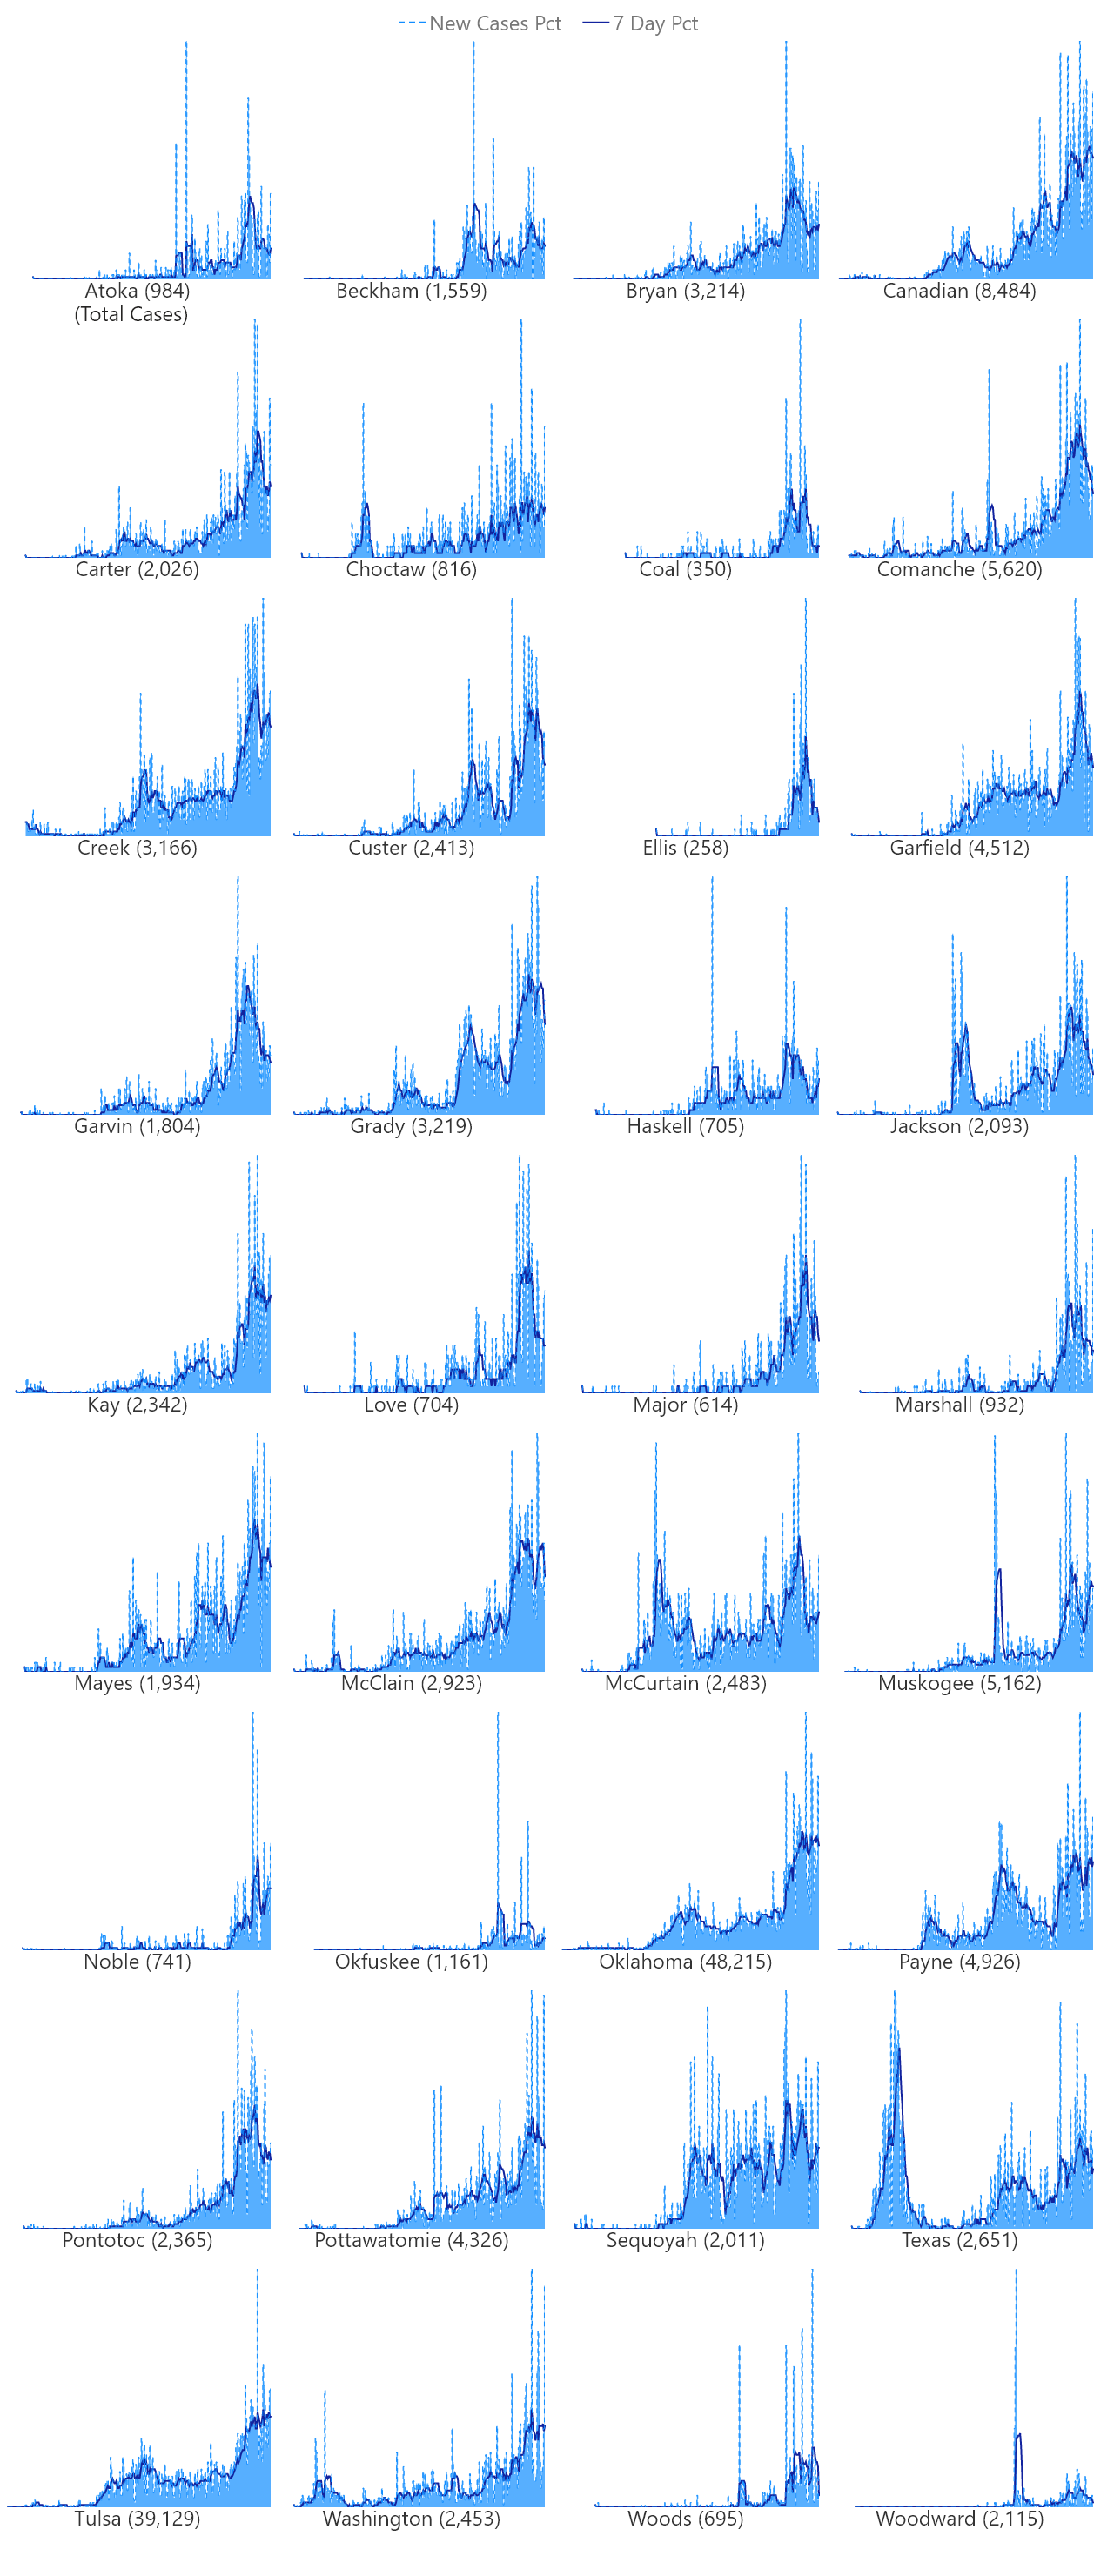 New Cases Pct 7 Day Pct
Atoka (984) Beckham (1,559) Bryan (3,214) Canadian (8,484)
(Total Cases)
Carter (2,026) Choctaw (816) Coal (350) Comanche (5,620)
Creek (3,166) Custer (2,413) Ellis (258) Garfield (4,512)
Garvin (1,804) Grady (3,219) Haskell (705) Jackson (2,093)
Kay (2,342) Love (704) Major (614) Marshall (932)
Mayes (1,934) McClain (2,923) McCurtain (2,483) Muskogee (5,162)
Noble (741) Okfuskee (1,161) Oklahoma (48,215) Payne (4,926)
Pontotoc (2,365) Pottawatomie (4,326) Sequoyah (2,011) Texas (2,651)
Tulsa (39,129) Washington (2,453) Woods (695) Woodward (2,115)